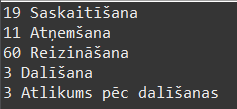 19 Saskaitīšana
11 Atņemšana
60 Reizināšana
3 Dalīšana
3 Atlikums pēc dalīšanas